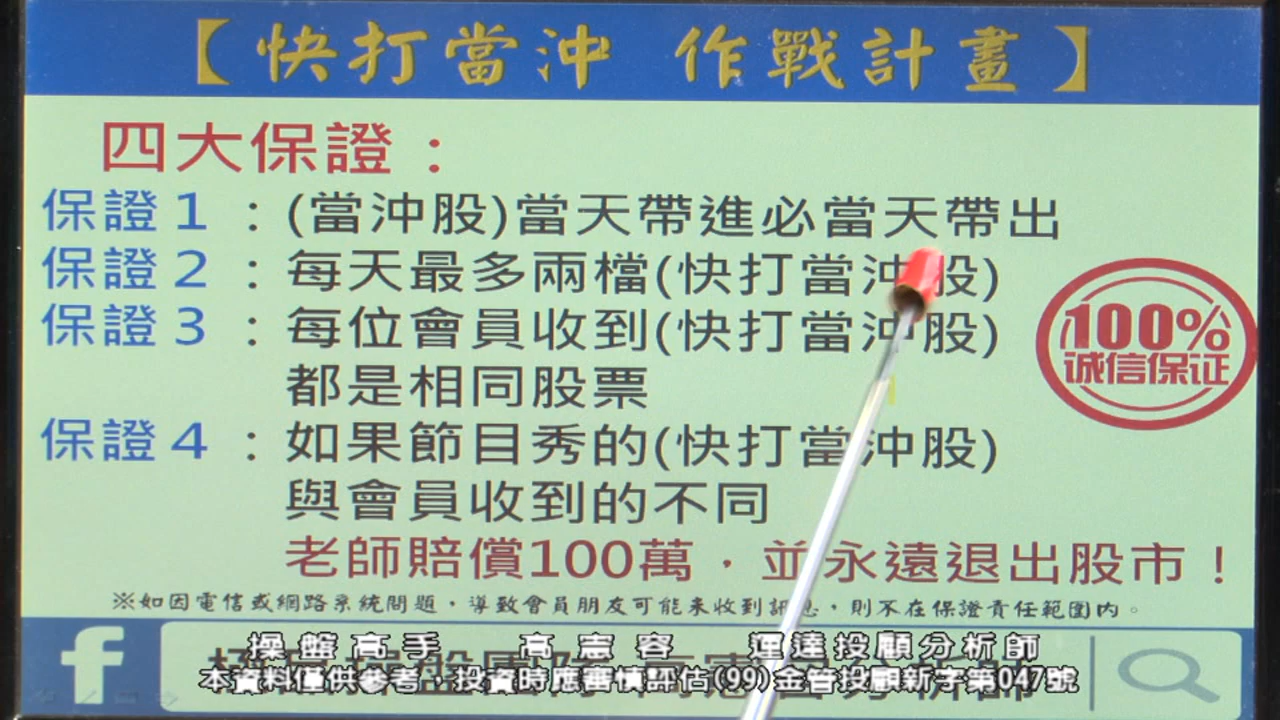 【快打當沖 作戰計畫】
四大保證：
保證1：(當沖股)當天帶進必當天帶出
保證2：每天最多兩檔(快打當沖股)
保證3：每位會員收到(快打當沖股)
都是相同股票
100%
诚信保证
保證4：如果節目秀的(快打當沖股)
與會員收到的不同
老師賠償100萬，並永遠退出股市！
※如因電信或網路系統問題，導致會員朋友可能未收到訊息，則不在保證責任範圍內。
f
操盤高手 高憲容 運達投顧分析師
本資料僅供參考，投資時應審慎評估(99)金管投顧新字第047號